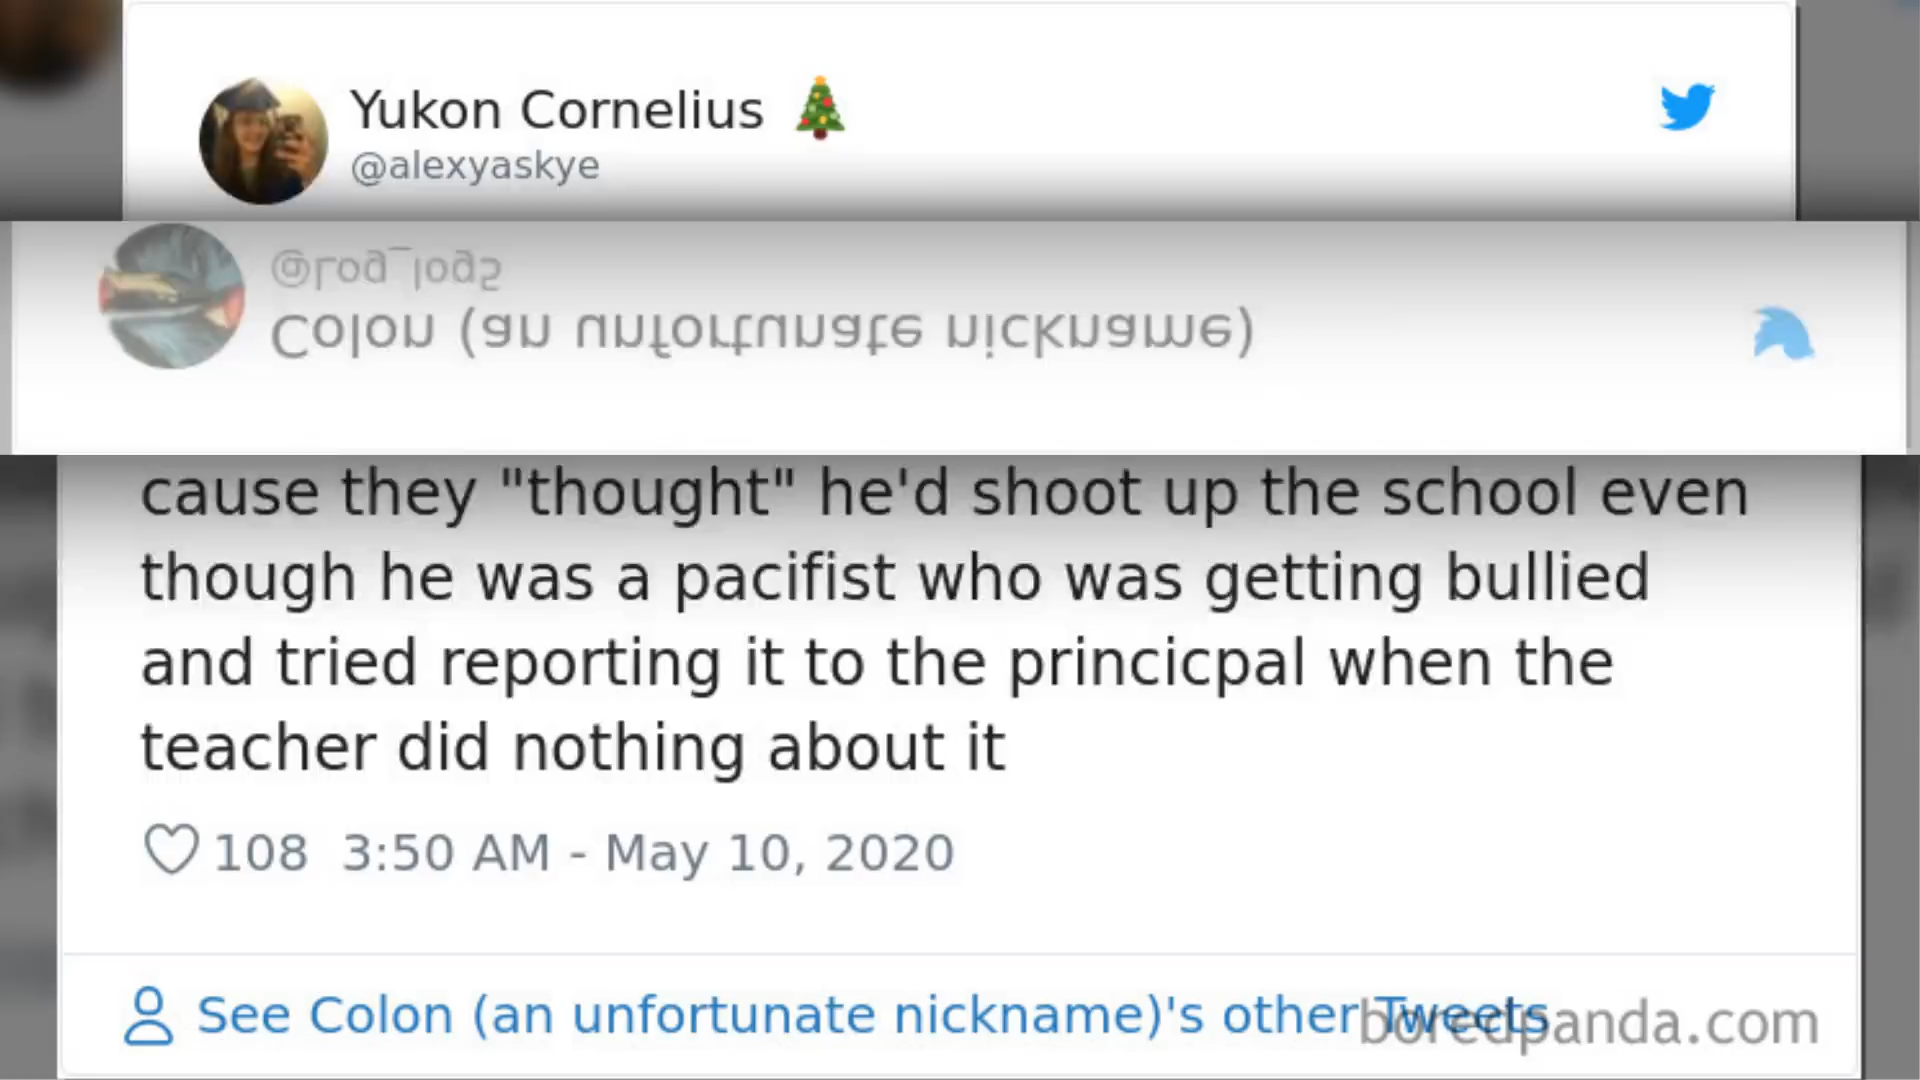 Yukon Cornelius
@alexyaskye
@rog_logs
Colon (an unfortunate nickname)
cause they "thought" he'd shoot up the school even
though he was a pacifist who was getting bullied
and tried reporting it to the princicpal when the
teacher did nothing about it
108 3:50 AM - May 10, 2020
See Colon (an unfortunate nickname)'s other Tweets
boredpanda.com